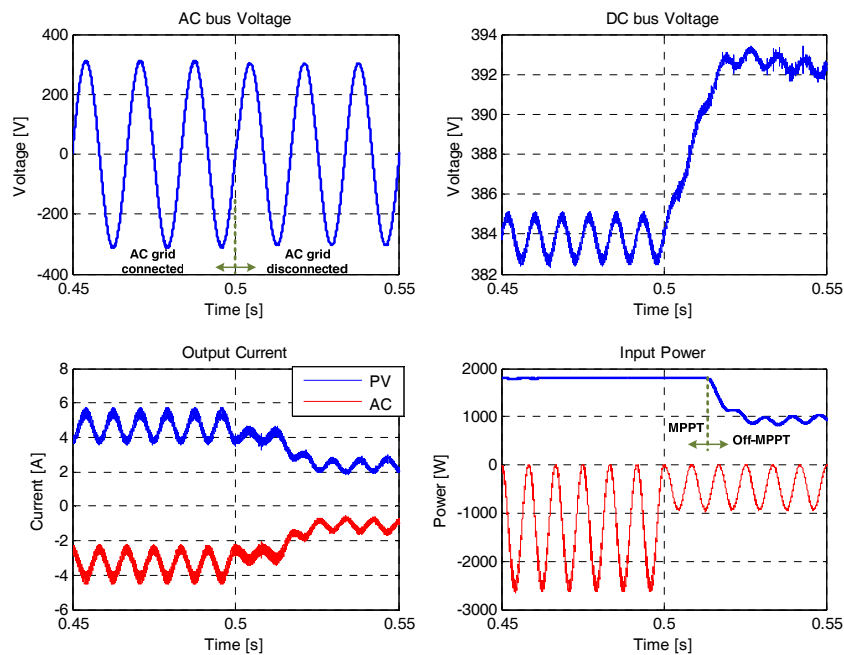 AC bus Voltage
400
200
0
-200
-400
Voltage [V]
AC grid
connected
AC grid
disconnected
0.45
0.5
0.55
Time [s]
DC bus Voltage
394
392
390
388
386
384
382
Voltage [V]
0.45
0.5
0.55
Time [s]
Output Current
8
6
4
2
0
-2
-4
-6
Current [A]
PV
AC
0.45
0.5
0.55
Time [s]
Input Power
2000
1000
0
-1000
-2000
-3000
Power [W]
MPPT
Off-MPPT
0.45
0.5
0.55
Time [s]